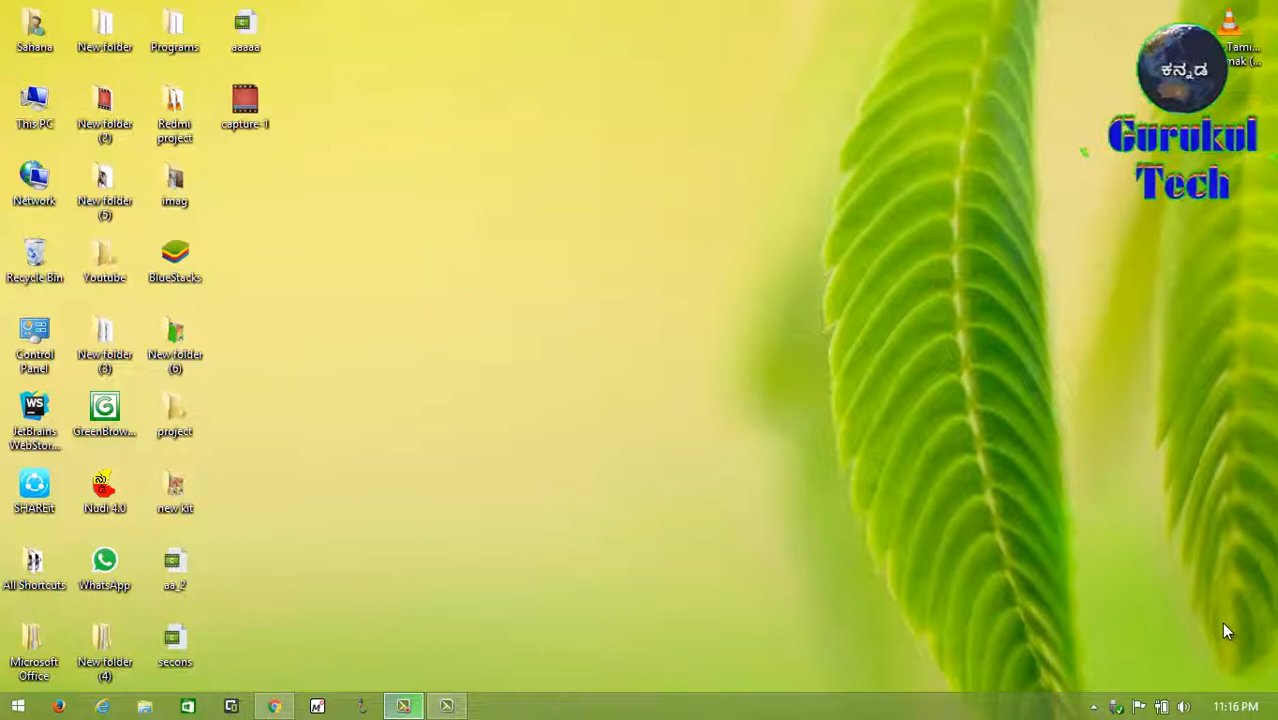 Sahana
New folder
Programs
aaaaa
This PC
New folder
(2)
Redmi
project
capture-1
Network
New folder
(5)
imag
Recycle Bin
Youtube
BlueStacks
Control
Panel
New folder
(3)
New folder
(6)
JetBrains
WebStor...
GreenBrow...
project
SHAREit
Nudi 4.0
new kit
All Shortcuts
WhatsApp
aa_2
Microsoft
Office
New folder
(4)
secons
Tami...
mak (...
ಕನ್ನಡ
Gurukul
Tech
WS
11:16 PM